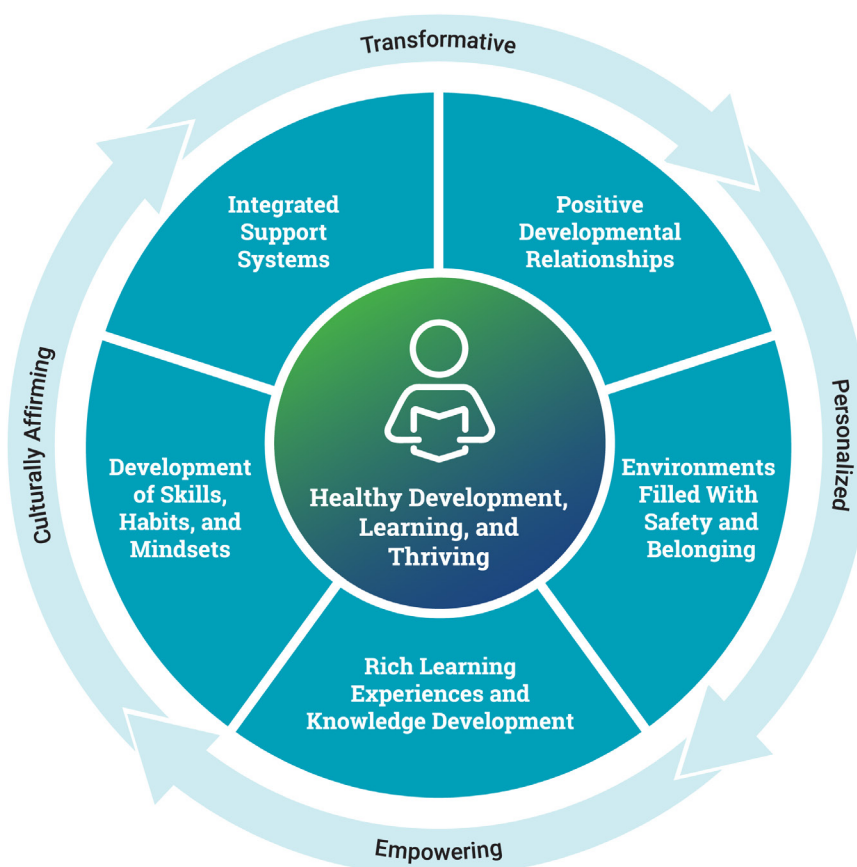 Transformative
Integrated
Support
Systems
Positive
Developmental
Relationships
Culturally Affirming
Personalized
Development
of Skills,
Habits, and
Mindsets
Healthy Development,
Learning, and
Thriving
Environments
Filled With
Safety and
Belonging
Rich Learning
Experiences and
Knowledge Development
Empowering